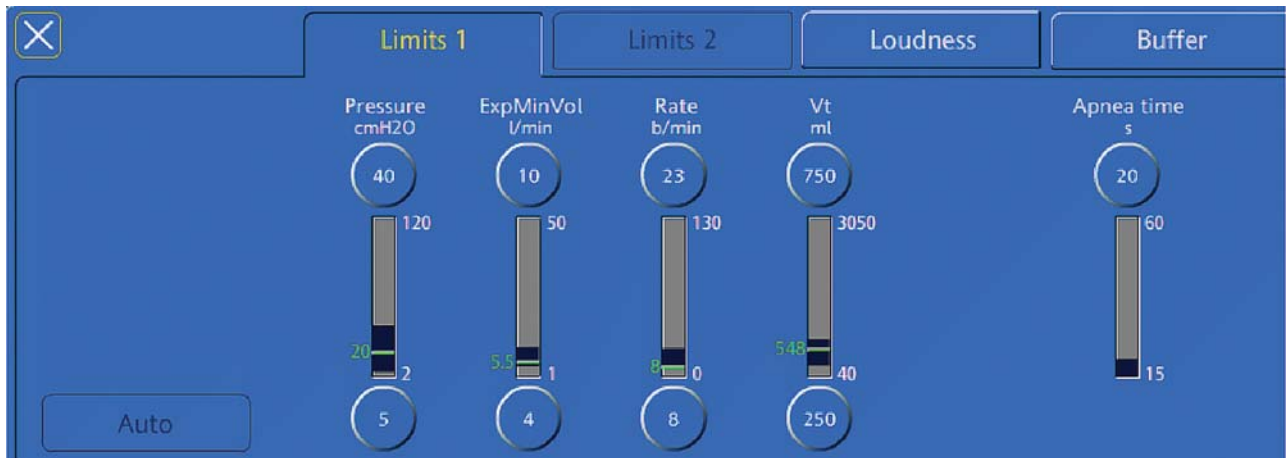 Limits 1 Limits 2 Loudness Buffer
Pressure ExpMinVol Rate Vt Apnea time
cmH2O l/min b/min ml s
40 10 23 750 20
120 50 130 3050 60
20 5.5 8 548
2 1 0 40 15
Auto 5 4 8 250